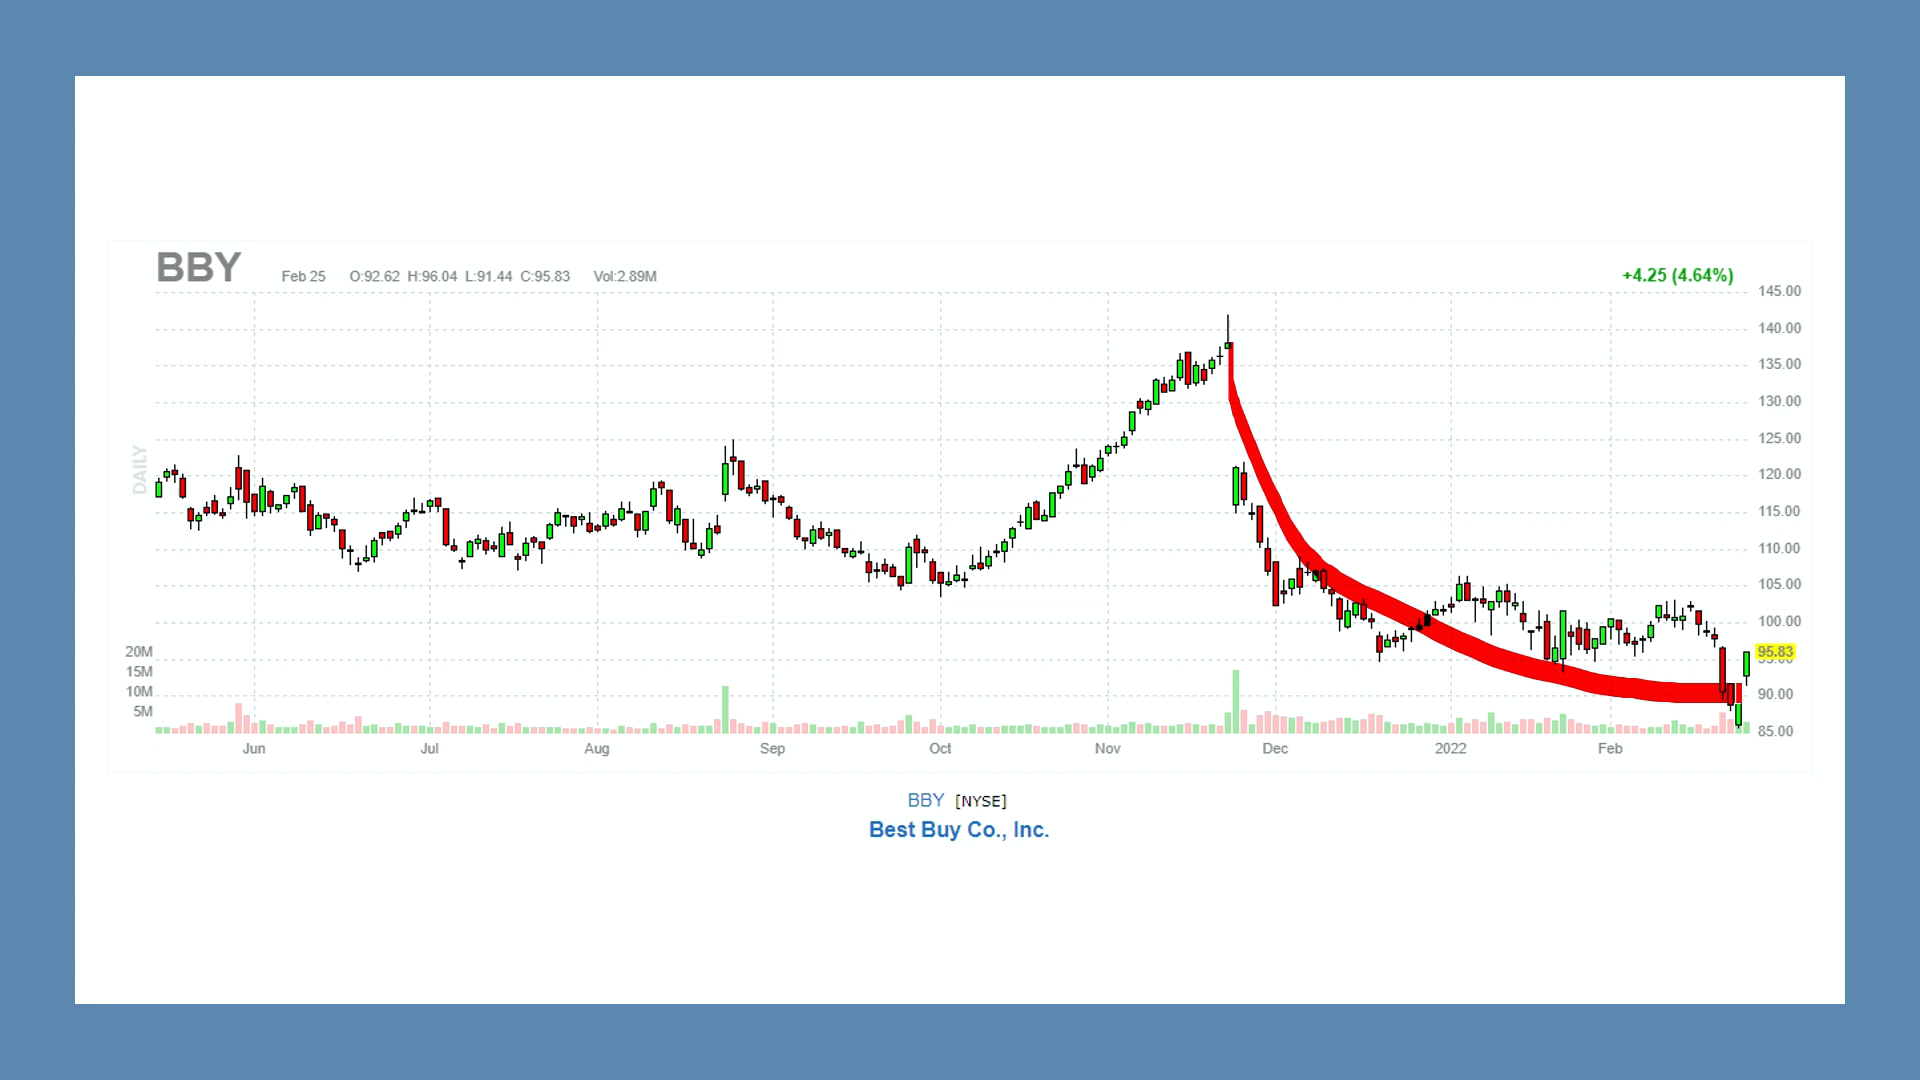 BBY Feb 25 O:92.62 H:96.04 L:91.44 C:95.83 Vol:2.89M +4.25 (4.64%)
145.00
140.00
135.00
130.00
125.00
120.00
DAILY
115.00
110.00
105.00
100.00
20M 95.83
95.00
15M
10M 90.00
5M
85.00
Jun Jul Aug Sep Oct Nov Dec 2022 Feb
BBY [NYSE]
Best Buy Co., Inc.